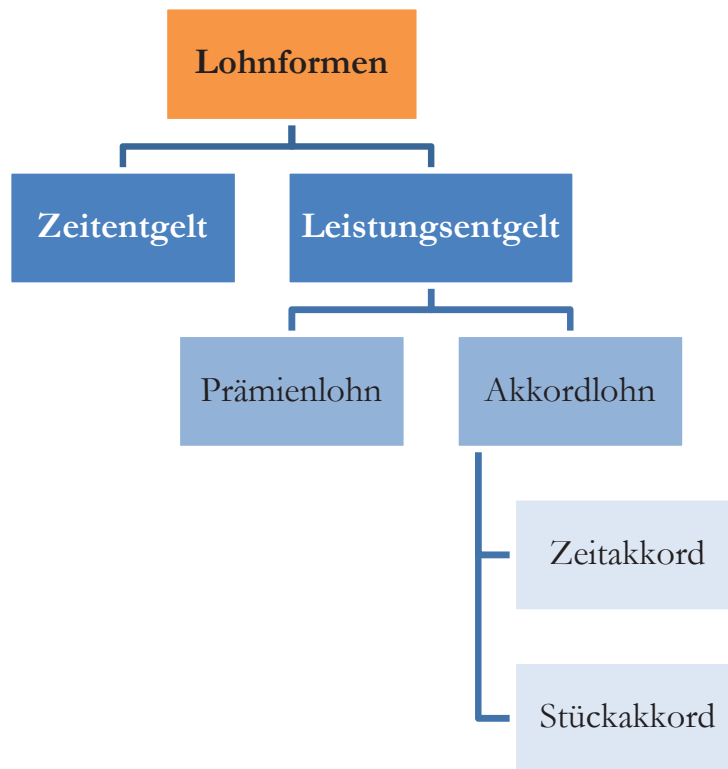 Lohnformen
Zeitentgelt
Leistungsentgelt
Prämienlohn
Akkordlohn
Zeitakkord
Stückakkord